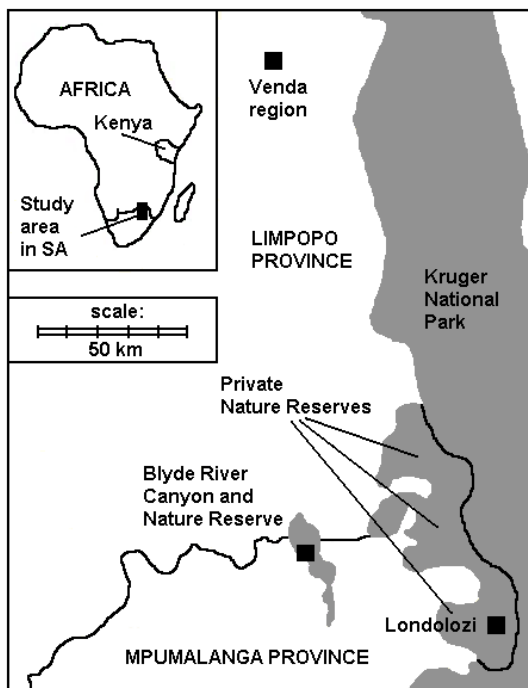 AFRICA
Kenya
Study
area
in SA
Venda
region
LIMPOPO
PROVINCE
Kruger
National
Park
scale:
50 km
Private
Nature Reserves
Blyde River
Canyon and
Nature Reserve
Londolozi
MPUMALANGA PROVINCE